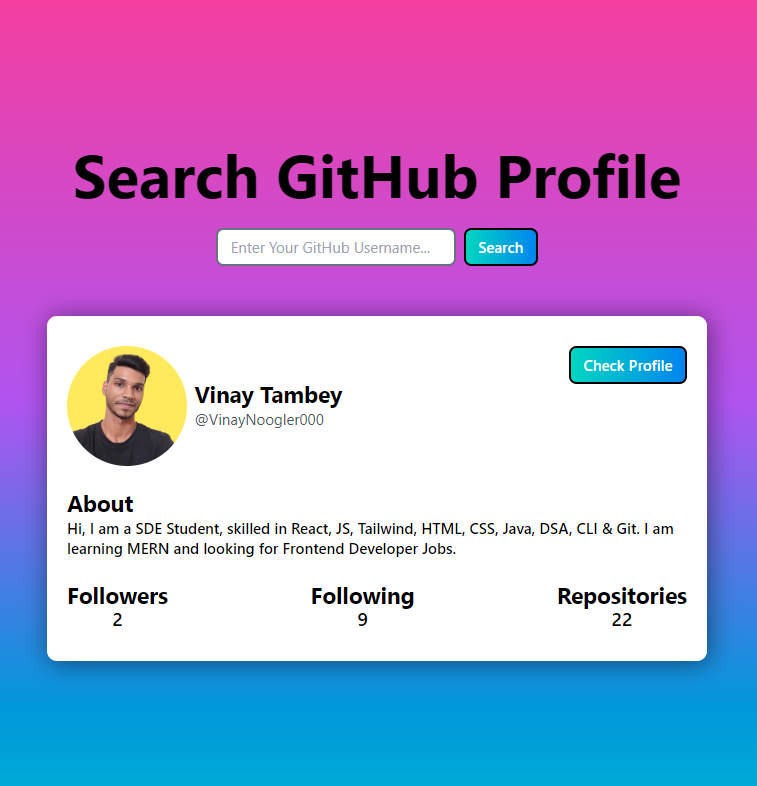 Search GitHub Profile
Enter Your GitHub Username...
Search
Check Profile
Vinay Tambey
@VinayNoogler000
About
Hi, I am a SDE Student, skilled in React, JS, Tailwind, HTML, CSS, Java, DSA, CLI & Git. I am
learning MERN and looking for Frontend Developer Jobs.
Followers
2
Following
9
Repositories
22